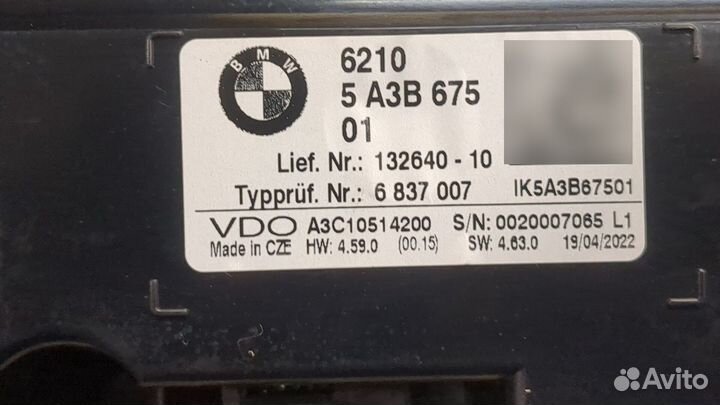 BMW
6210
5 A3B 675
01
Lief. Nr.: 132640 - 10
Typprüf. Nr.: 6 837 007
IK5A3B67501
VDO A3C10514200 S/N: 0020007065 L1
Made in CZE HW: 4.59.0 (00.15) SW: 4.63.0 19/04/2022
Avito